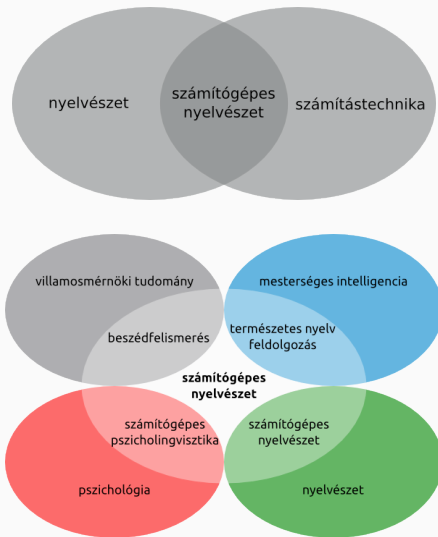 nyelvészet
számítógépes
nyelvészet
számítástechnika
villamosmérnöki tudomány
mesterséges intelligencia
beszédfelismerés
természetes nyelv
feldolgozás
számítógépes
nyelvészet
számítógépes
pszicholingvisztika
számítógépes
nyelvészet
pszichológia
nyelvészet